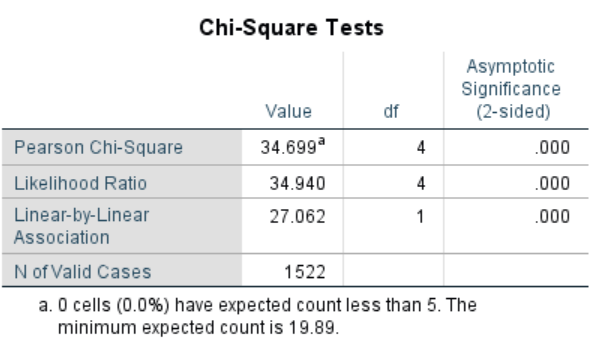 Chi-Square Tests
Asymptotic
Significance
(2-sided)
Value df
Pearson Chi-Square 34.699a 4 .000
Likelihood Ratio 34.940 4 .000
Linear-by-Linear 27.062 1 .000
Association
N of Valid Cases 1522
a. 0 cells (0.0%) have expected count less than 5. The
minimum expected count is 19.89.